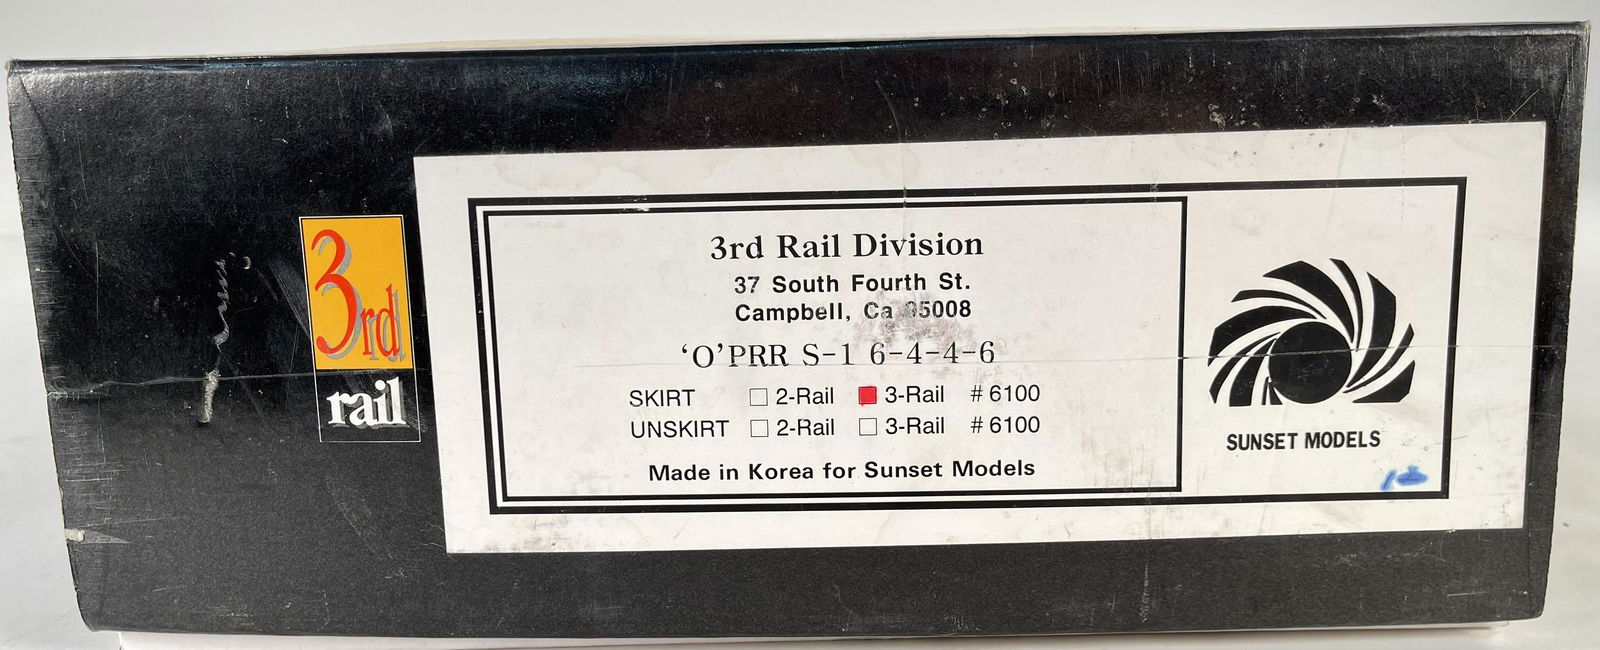 3rd
rail
3rd Rail Division
37 South Fourth St.
Campbell, Ca 95008
‘O’PRR S-1 6-4-4-6
SKIRT 2-Rail 3-Rail # 6100
UNSKIRT 2-Rail 3-Rail # 6100
Made in Korea for Sunset Models
SUNSET MODELS